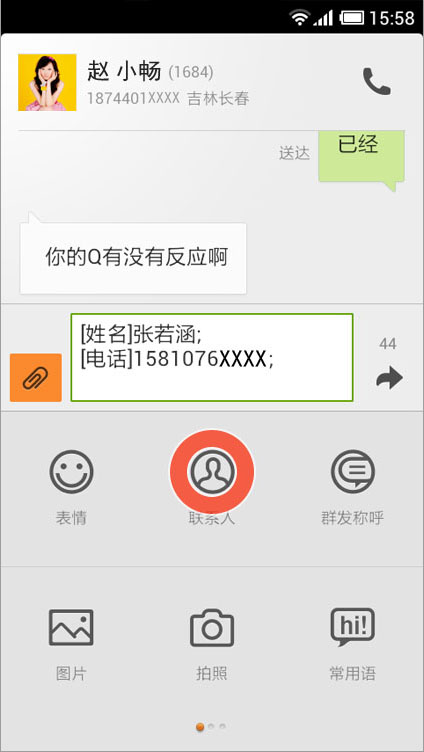 15:58
赵 小畅 (1684)
1874401XXXX 吉林长春
送达 已经
你的Q有没有反应啊
[姓名]张若涵;
[电话]1581076XXXX;
44
表情 联系人 群发称呼
hi!
图片 拍照 常用语